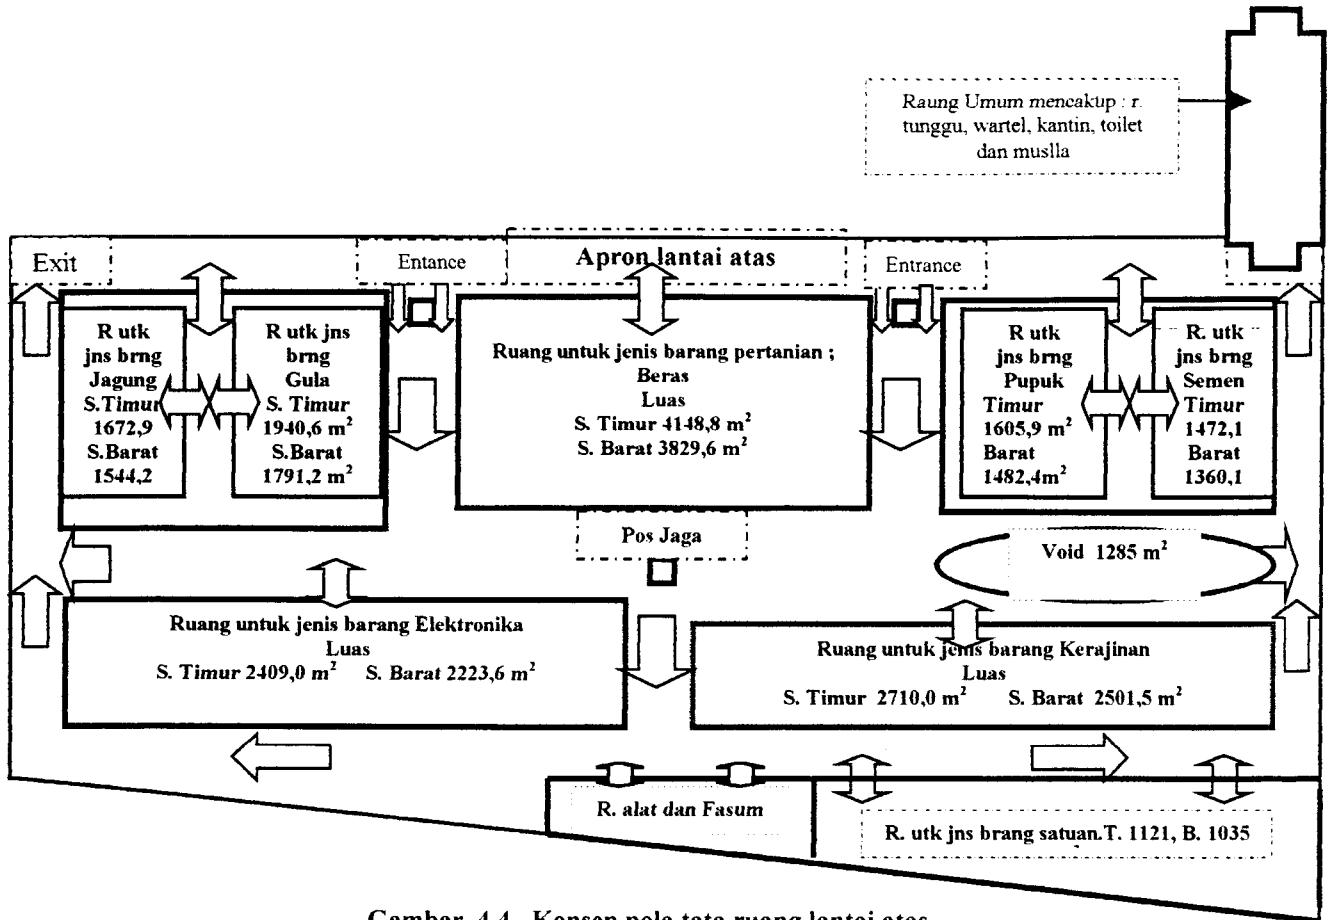 Raung Umum mencakup : r.
tunggu, wartel, kantin, toilet
dan muslla
Exit
Entance
Apron lantai atas
Entrance
R utk
jns brng
Jagung
S.Timur
1672,9
S.Barat
1544,2
R utk jns
brng
Gula
S. Timur
1940,6 m²
S.Barat
1791,2 m²
Ruang untuk jenis barang pertanian ;
Beras
Luas
S. Timur 4148,8 m²
S. Barat 3829,6 m²
R utk
jns brng
Pupuk
Timur
1605,9 m²
Barat
1482,4m²
R. utk
jns brng
Semen
Timur
1472,1
Barat
1360,1
Pos Jaga
Void 1285 m²
Ruang untuk jenis barang Elektronika
Luas
S. Timur 2409,0 m² S. Barat 2223,6 m²
Ruang untuk jenis barang Kerajinan
Luas
S. Timur 2710,0 m² S. Barat 2501,5 m²
R. alat dan Fasum
R. utk jns brang satuan.T. 1121, B. 1035
Gambar 4.4. Konsep pola tata ruang lantai atas